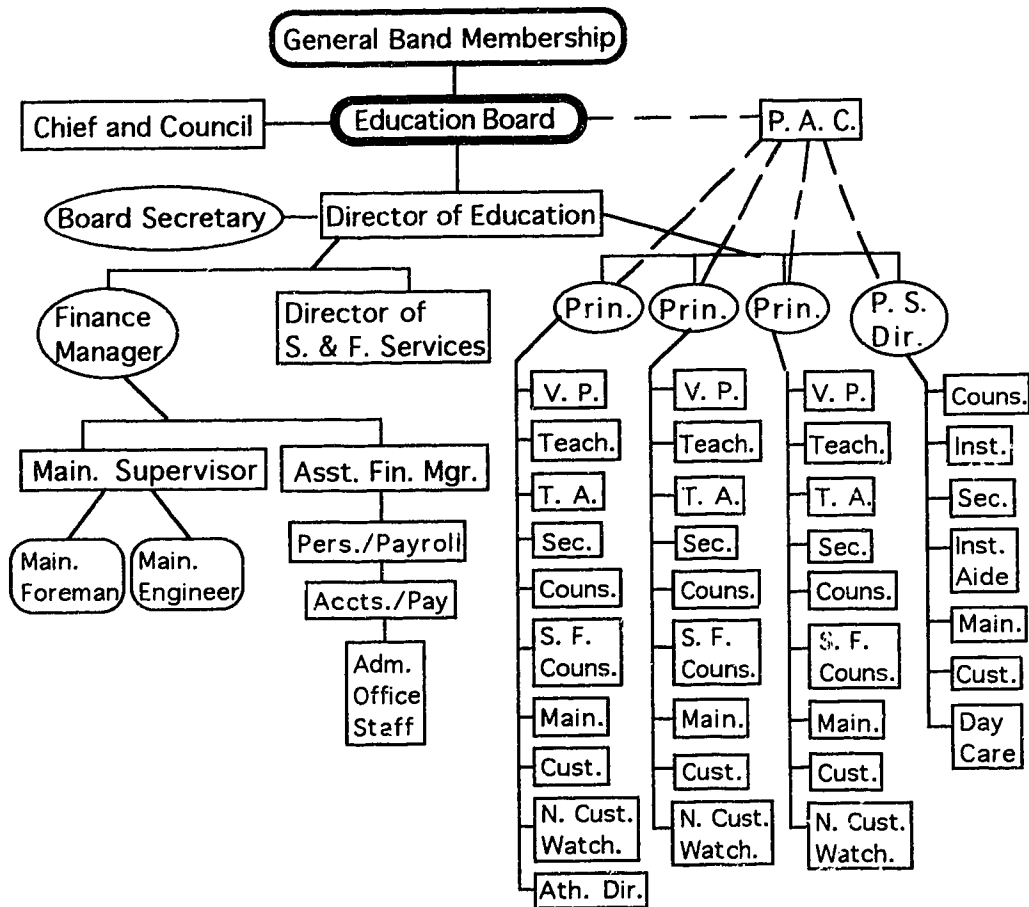 General Band Membership
Chief and Council
Education Board
P. A. C.
Board Secretary
Director of Education
Finance
Manager
Director of
S. & F. Services
Prin.
Prin.
Prin.
P. S.
Dir.
Main. Supervisor
Asst. Fin. Mgr.
Main.
Foreman
Main.
Engineer
Pers./Payroll
Accts./Pay
Adm.
Office
Staff
V. P.
Teach.
T. A.
Sec.
Couns.
S. F.
Couns.
Main.
Cust.
N. Cust.
Watch.
Ath. Dir.
V. P.
Teach.
T. A.
Sec.
Couns.
S. F.
Couns.
Main.
Cust.
N. Cust.
Watch.
V. P.
Teach.
T. A.
Sec.
Couns.
S. F.
Couns.
Main.
Cust.
N. Cust.
Watch.
Couns.
Inst.
Sec.
Inst.
Aide
Main.
Cust.
Day
Care